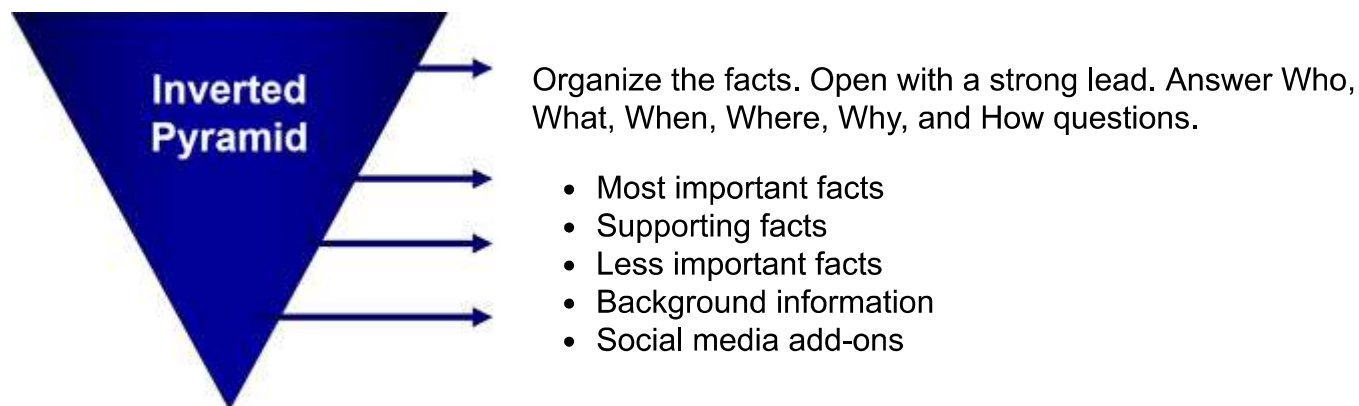 Inverted
Pyramid
Organize the facts. Open with a strong lead. Answer Who,
What, When, Where, Why, and How questions.
• Most important facts
• Supporting facts
• Less important facts
• Background information
• Social media add-ons